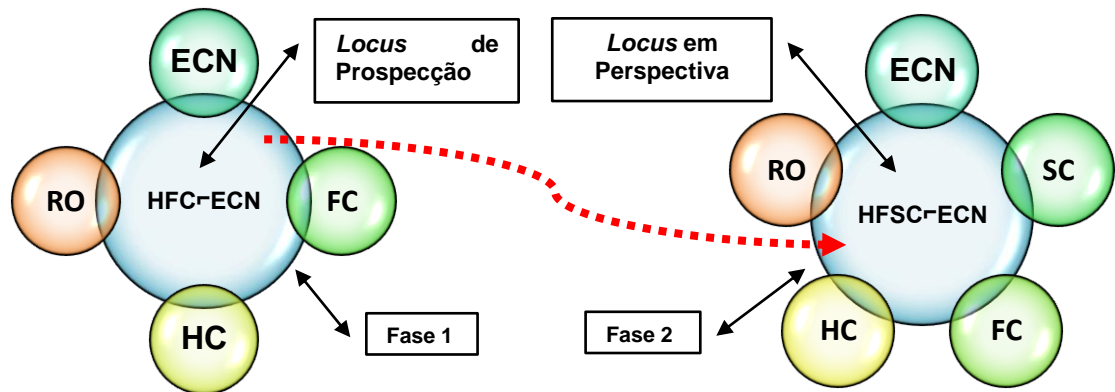 ECN
Locus de
Prospecção
RO
HFC⌐ECN
FC
HC
Fase 1
Locus em
Perspectiva
ECN
RO
SC
HFSC⌐ECN
HC
FC
Fase 2